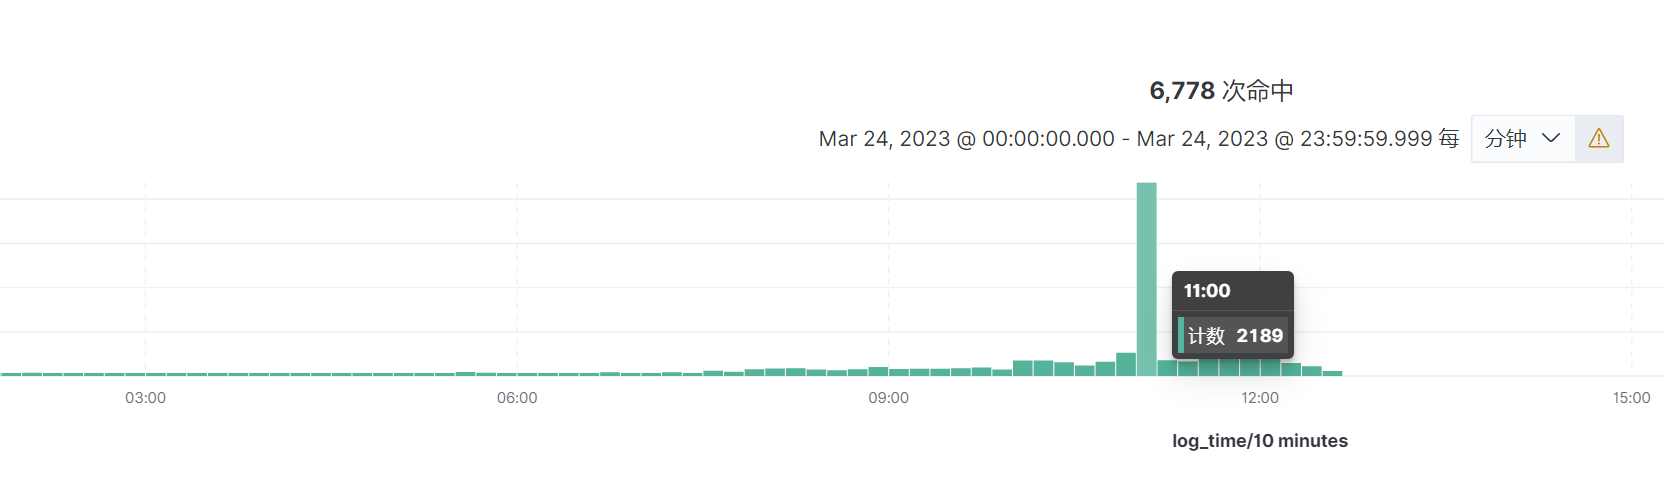 6,778 次命中
Mar 24, 2023 @ 00:00:00.000 - Mar 24, 2023 @ 23:59:59.999 每 分钟
11:00
计数 2189
03:00 06:00 09:00 12:00 15:00
log_time/10 minutes